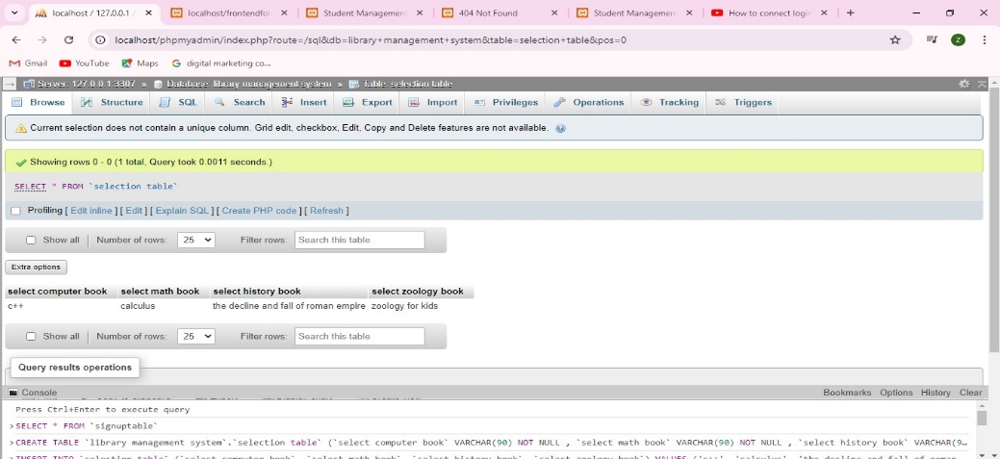 localhost / 127.0.0.1 /
localhost/frontendfol
Student Management
404 Not Found
Student Management
How to connect login
localhost/phpmyadmin/index.php?route=/sql&db=library+management+system&table=selection+table&pos=0
Z
Gmail YouTube Maps digital marketing co...
Server: 127.0.0.1:3307 » Database: library management system » Table: selection table
Browse Structure SQL Search Insert Export Import Privileges Operations Tracking Triggers
Current selection does not contain a unique column. Grid edit, checkbox, Edit, Copy and Delete features are not available.
Showing rows 0 - 0 (1 total, Query took 0.0011 seconds.)
SELECT * FROM `selection table`
Profiling [ Edit inline ] [ Edit ] [ Explain SQL ] [ Create PHP code ] [ Refresh ]
Show all Number of rows: 25 Filter rows: Search this table
Extra options
select computer book select math book select history book select zoology book
c++ calculus the decline and fall of roman empire zoology for kids
Show all Number of rows: 25 Filter rows: Search this table
Query results operations
Console Bookmarks Options History Clear
Press Ctrl+Enter to execute query
>SELECT * FROM `signuptable`
>CREATE TABLE `library management system`.`selection table` (`select computer book` VARCHAR(90) NOT NULL , `select math book` VARCHAR(90) NOT NULL , `select history book` VARCHAR(9...
>INSERT INTO `selection table` (`select computer book`, `select math book`, `select history book`, `select zoology book`) VALUES ('c++', 'calculus', 'the decline and fall of roman